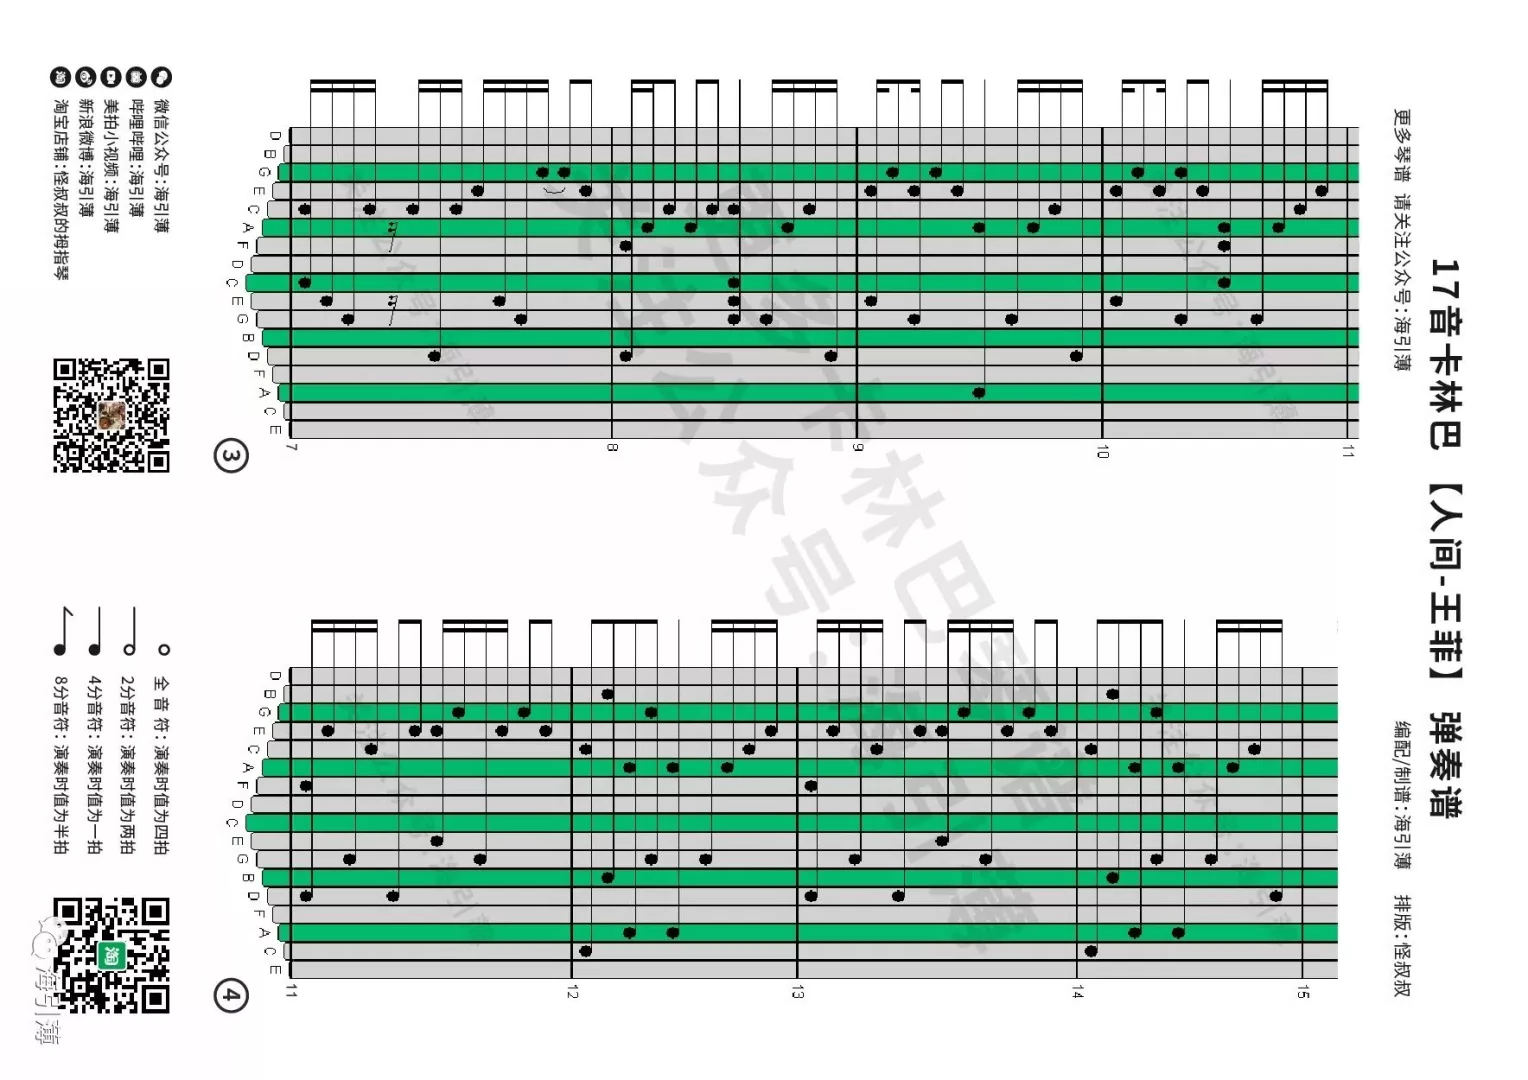 17音卡林巴 【人间-王菲】 弹奏谱
更多琴谱 请关注公众号:海引薄
编配/制谱:海引薄 排版:怪叔叔
D
B
G
E
C
A
F
D
C
E
G
B
D
F
A
C
E
7
8
9
10
11
③
D
B
G
E
C
A
F
D
C
E
G
B
D
F
A
C
E
11
12
13
14
15
④
更多卡林巴琴谱
关注公众号:海引薄
微信公众号:海引薄
哔哩哔哩:海引薄
美拍小视频:海引薄
新浪微博:海引薄
淘宝店铺:怪叔叔的拇指琴
全 音 符: 演奏时值为四拍
2分音符: 演奏时值为两拍
4分音符: 演奏时值为一拍
8分音符: 演奏时值为半拍
淘
海引薄